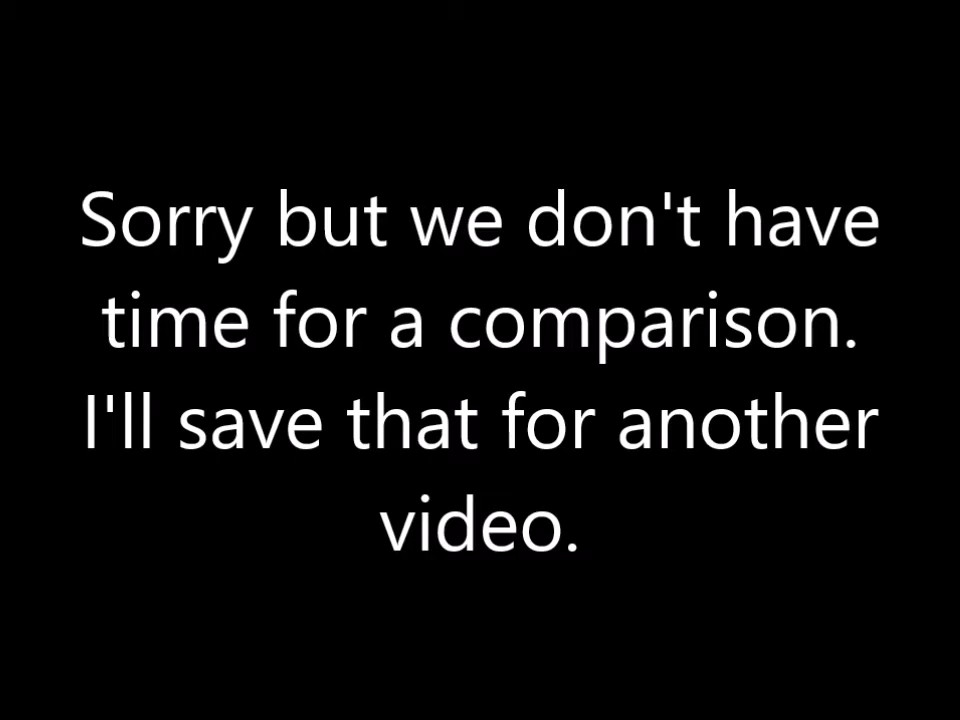 Sorry but we don't have
time for a comparison.
I'll save that for another
video.